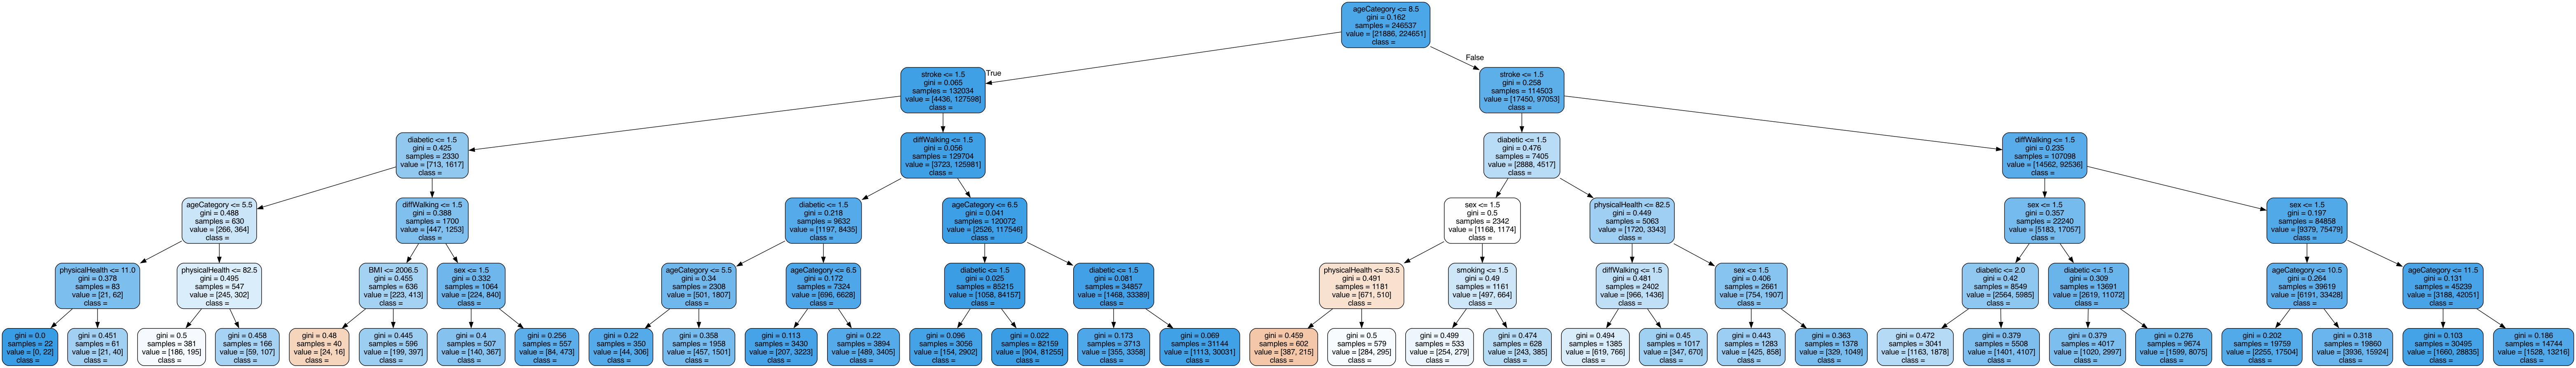 ageCategory <= 8.5
gini = 0.162
samples = 246537
value = [21886, 224651]
class =
True
False
stroke <= 1.5
gini = 0.065
samples = 132034
value = [4436, 127598]
class =
stroke <= 1.5
gini = 0.258
samples = 114503
value = [17450, 97053]
class =
diabetic <= 1.5
gini = 0.425
samples = 2330
value = [713, 1617]
class =
diffWalking <= 1.5
gini = 0.056
samples = 129704
value = [3723, 125981]
class =
diabetic <= 1.5
gini = 0.476
samples = 7405
value = [2888, 4517]
class =
diffWalking <= 1.5
gini = 0.235
samples = 107098
value = [14562, 92536]
class =
ageCategory <= 5.5
gini = 0.488
samples = 630
value = [266, 364]
class =
diffWalking <= 1.5
gini = 0.388
samples = 1700
value = [447, 1253]
class =
diabetic <= 1.5
gini = 0.218
samples = 9632
value = [1197, 8435]
class =
ageCategory <= 6.5
gini = 0.041
samples = 120072
value = [2526, 117546]
class =
sex <= 1.5
gini = 0.5
samples = 2342
value = [1168, 1174]
class =
physicalHealth <= 82.5
gini = 0.449
samples = 5063
value = [1720, 3343]
class =
sex <= 1.5
gini = 0.357
samples = 22240
value = [5183, 17057]
class =
sex <= 1.5
gini = 0.197
samples = 84858
value = [9379, 75479]
class =
physicalHealth <= 11.0
gini = 0.378
samples = 83
value = [21, 62]
class =
physicalHealth <= 82.5
gini = 0.495
samples = 547
value = [245, 302]
class =
BMI <= 2006.5
gini = 0.455
samples = 636
value = [223, 413]
class =
sex <= 1.5
gini = 0.332
samples = 1064
value = [224, 840]
class =
ageCategory <= 5.5
gini = 0.34
samples = 2308
value = [501, 1807]
class =
ageCategory <= 6.5
gini = 0.172
samples = 7324
value = [696, 6628]
class =
diabetic <= 1.5
gini = 0.025
samples = 85215
value = [1058, 84157]
class =
diabetic <= 1.5
gini = 0.081
samples = 34857
value = [1468, 33389]
class =
physicalHealth <= 53.5
gini = 0.491
samples = 1181
value = [671, 510]
class =
smoking <= 1.5
gini = 0.49
samples = 1161
value = [497, 664]
class =
diffWalking <= 1.5
gini = 0.481
samples = 2402
value = [966, 1436]
class =
sex <= 1.5
gini = 0.406
samples = 2661
value = [754, 1907]
class =
diabetic <= 2.0
gini = 0.42
samples = 8549
value = [2564, 5985]
class =
diabetic <= 1.5
gini = 0.309
samples = 13691
value = [2619, 11072]
class =
ageCategory <= 10.5
gini = 0.264
samples = 39619
value = [6191, 33428]
class =
ageCategory <= 11.5
gini = 0.131
samples = 45239
value = [3188, 42051]
class =
gini = 0.0
samples = 22
value = [0, 22]
class =
gini = 0.451
samples = 61
value = [21, 40]
class =
gini = 0.5
samples = 381
value = [186, 195]
class =
gini = 0.458
samples = 166
value = [59, 107]
class =
gini = 0.48
samples = 40
value = [24, 16]
class =
gini = 0.445
samples = 596
value = [199, 397]
class =
gini = 0.4
samples = 507
value = [140, 367]
class =
gini = 0.256
samples = 557
value = [84, 473]
class =
gini = 0.22
samples = 350
value = [44, 306]
class =
gini = 0.358
samples = 1958
value = [457, 1501]
class =
gini = 0.113
samples = 3430
value = [207, 3223]
class =
gini = 0.22
samples = 3894
value = [489, 3405]
class =
gini = 0.096
samples = 3056
value = [154, 2902]
class =
gini = 0.022
samples = 82159
value = [904, 81255]
class =
gini = 0.173
samples = 3713
value = [355, 3358]
class =
gini = 0.069
samples = 31144
value = [1113, 30031]
class =
gini = 0.459
samples = 602
value = [387, 215]
class =
gini = 0.5
samples = 579
value = [284, 295]
class =
gini = 0.499
samples = 533
value = [254, 279]
class =
gini = 0.474
samples = 628
value = [243, 385]
class =
gini = 0.494
samples = 1385
value = [619, 766]
class =
gini = 0.45
samples = 1017
value = [347, 670]
class =
gini = 0.443
samples = 1283
value = [425, 858]
class =
gini = 0.363
samples = 1378
value = [329, 1049]
class =
gini = 0.472
samples = 3041
value = [1163, 1878]
class =
gini = 0.379
samples = 5508
value = [1401, 4107]
class =
gini = 0.379
samples = 4017
value = [1020, 2997]
class =
gini = 0.276
samples = 9674
value = [1599, 8075]
class =
gini = 0.202
samples = 19759
value = [2255, 17504]
class =
gini = 0.318
samples = 19860
value = [3936, 15924]
class =
gini = 0.103
samples = 30495
value = [1660, 28835]
class =
gini = 0.186
samples = 14744
value = [1528, 13216]
class =